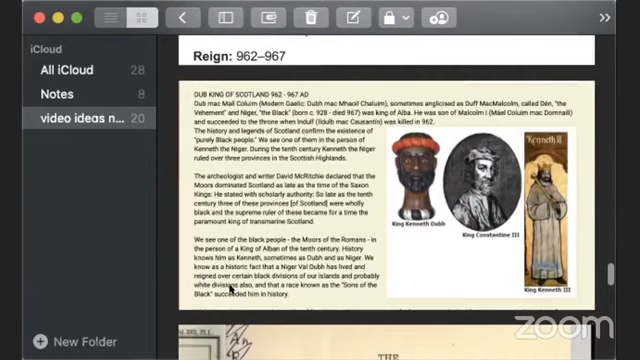 iCloud
All iCloud 28
Notes 8
video ideas n... 20
New Folder
Reign: 962–967
DUB KING OF SCOTLAND 962 - 967 AD
Dub mac Mail Coluim (Modern Gaelic: Dubh mac Mhaoil Chaluim), sometimes anglicised as Duff MacMalcolm, called Dén, "the
Vehement" and Niger, "the Black" (born c. 928 - died 967) was king of Alba. He was son of Malcolm I (Máel Coluim mac Domnaill)
and succeeded to the throne when Indulf (Ildulb mac Causantín) was killed in 962.
The history and legends of Scotland confirm the existence of
"purely Black people." We see one of them in the person of
Kenneth the Niger. During the tenth century Kenneth the Niger
ruled over three provinces in the Scottish Highlands.
The archeologist and writer David McRitchie declared that the
Moors dominated Scotland as late as the time of the Saxon
Kings: He stated with scholarly authority: So late as the tenth
century three of these provinces [of Scotland] were wholly
black and the supreme ruler of these became for a time the
paramount king of transmarine Scotland.
We see one of the black people - the Moors of the Romans - in
the person of a King of Alban of the tenth century. History
knows him as Kenneth, sometimes as Dubh and as Niger. We
know as a historic fact that a Niger Val Dubh has lived and
reigned over certain black divisions of our islands and probably
white divisions also, and that a race known as the "Sons of the
Black" succeeded him in history.
King Kenneth Dubh
King Constantine III
Kenneth II
King Kenneth III
THE
zoom